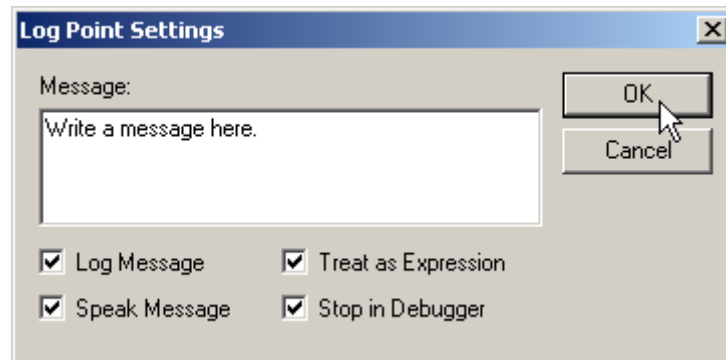 Log Point Settings
Message:
Write a message here.
OK
Cancel
Log Message
Treat as Expression
Speak Message
Stop in Debugger